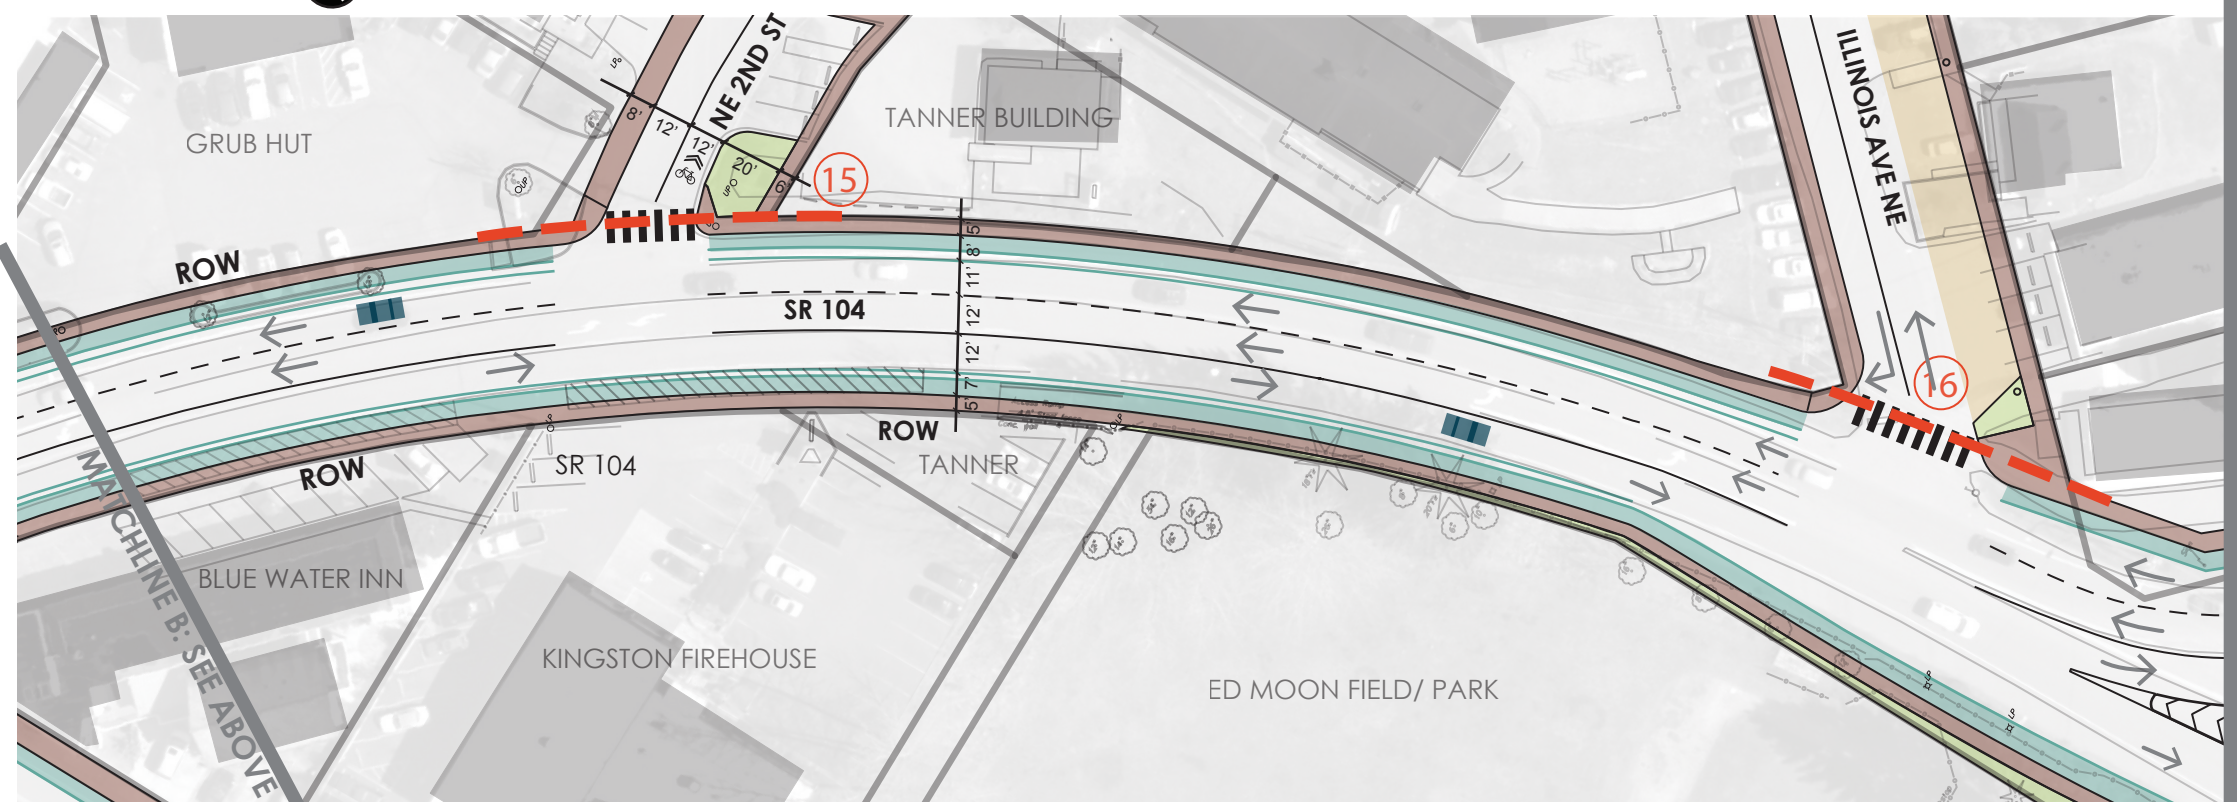 NE 2ND ST
ILLINOIS AVE NE
TANNER BUILDING
GRUB HUT
8'
12'
12'
20'
6'
UPO
OUP
15
ROW
5'
8'
11'
12'
12'
7'
5'
SR 104
16
ROW
TANNER
SR 104
ROW
MATCHLINE B: SEE ABOVE
BLUE WATER INN
KINGSTON FIREHOUSE
ED MOON FIELD/ PARK